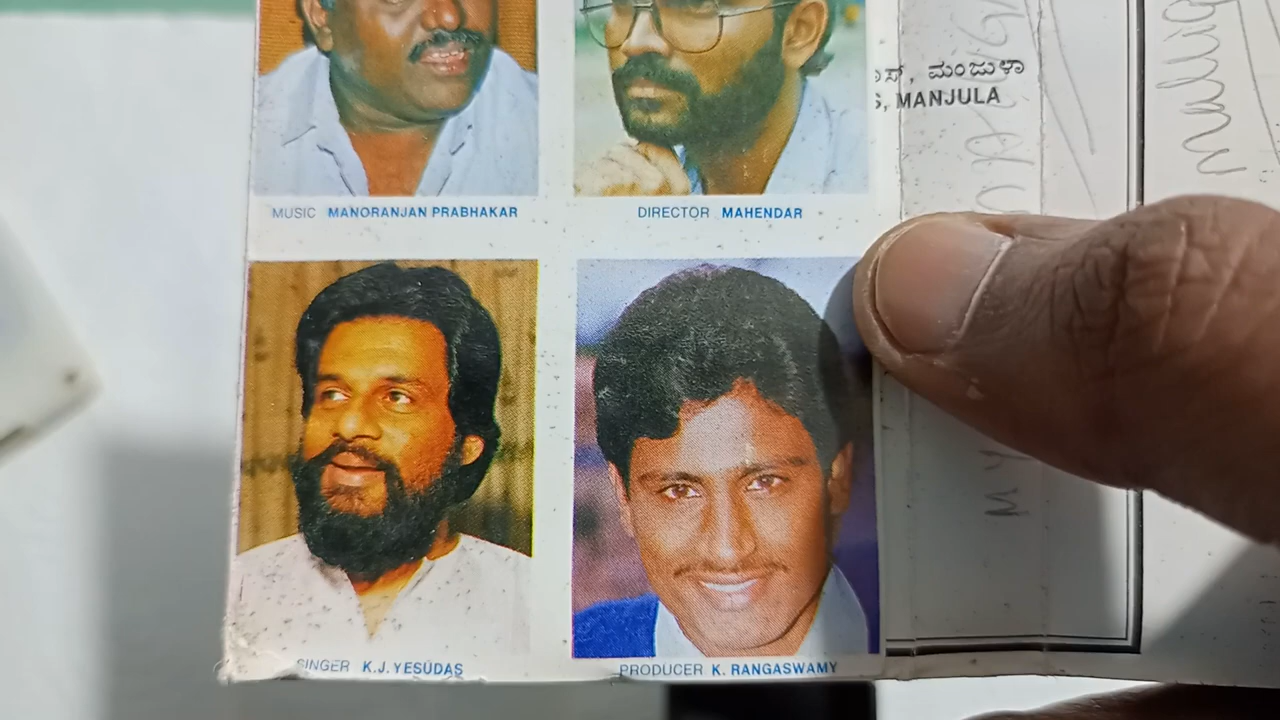 ಸ್, ಮಂಜುಳಾ
S, MANJULA
MUSIC MANORANJAN PRABHAKAR
DIRECTOR MAHENDAR
SINGER K.J. YESUDAS
PRODUCER K. RANGASWAMY